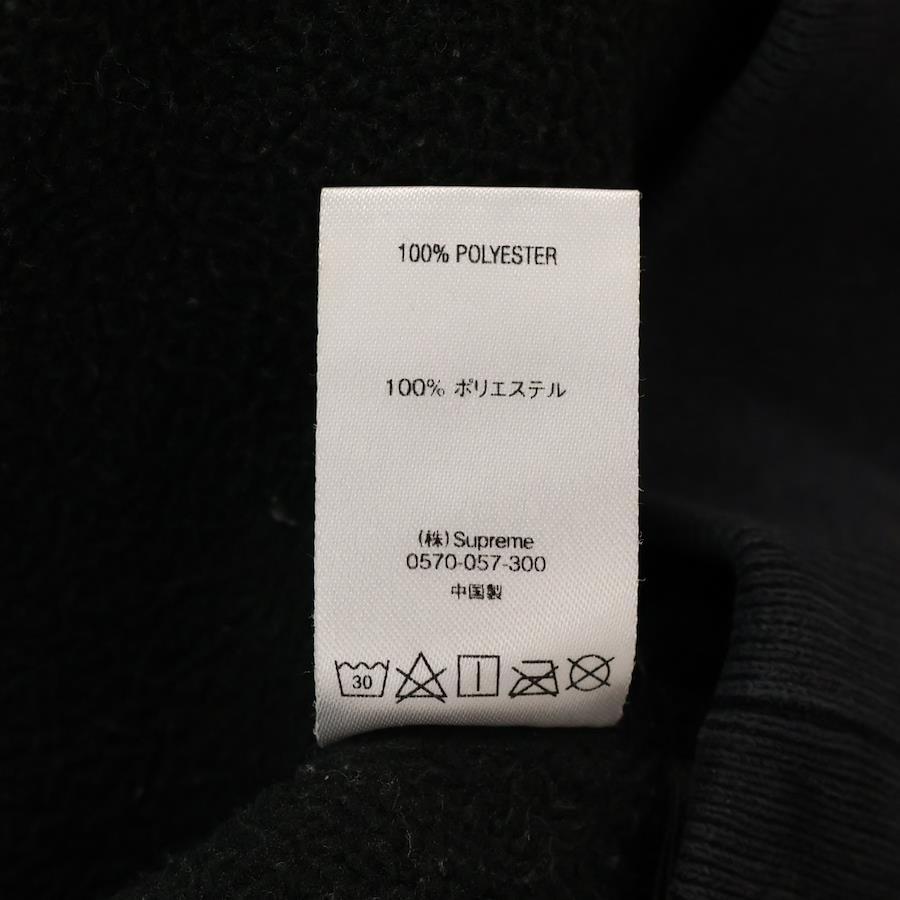 100% POLYESTER
100% ポリエステル
(株)Supreme
0570-057-300
中国製
30